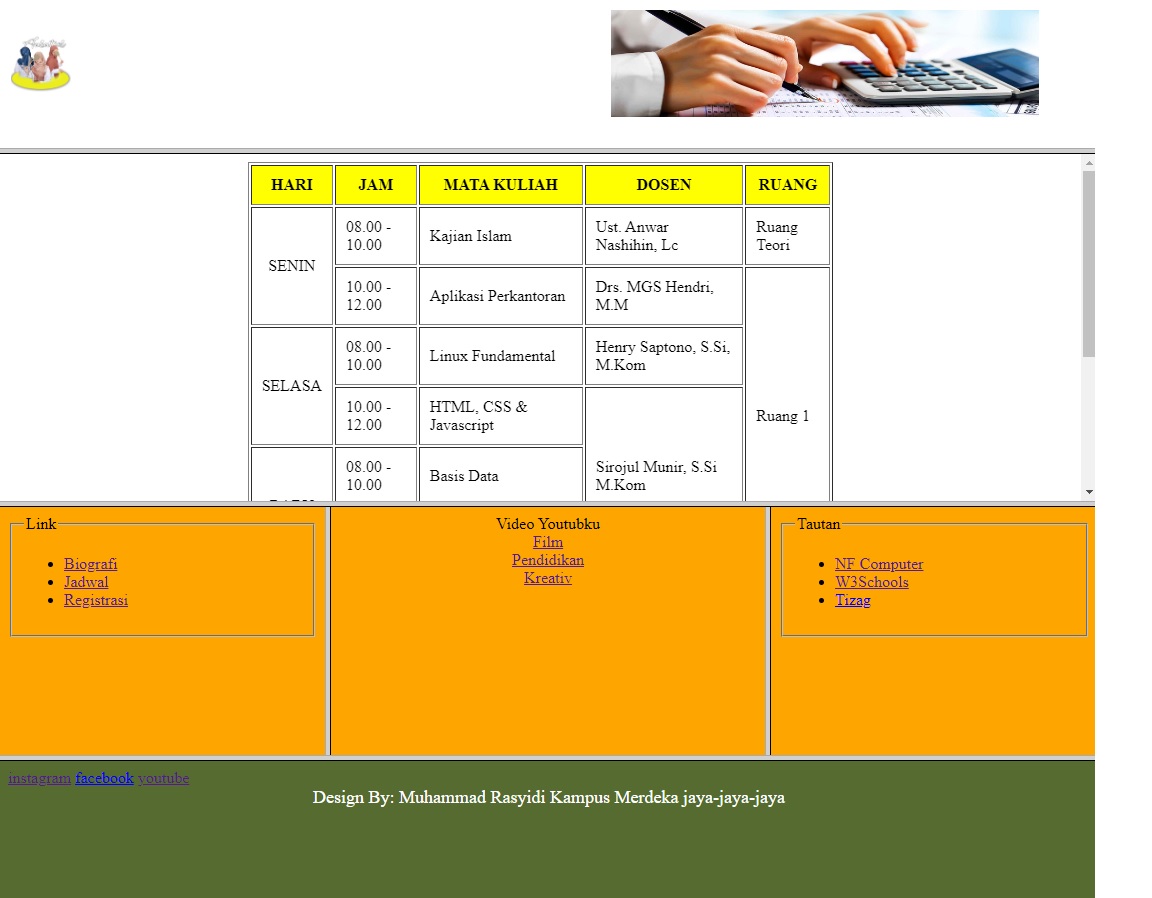 HARI JAM MATA KULIAH DOSEN RUANG
SENIN
08.00 -
10.00
Kajian Islam
Ust. Anwar
Nashihin, Lc
Ruang
Teori
10.00 -
12.00
Aplikasi Perkantoran
Drs. MGS Hendri,
M.M
Ruang 1
SELASA
08.00 -
10.00
Linux Fundamental
Henry Saptono, S.Si,
M.Kom
10.00 -
12.00
HTML, CSS &
Javascript
Sirojul Munir, S.Si
M.Kom
08.00 -
10.00
Basis Data
Link
Biografi
Jadwal
Registrasi
Video Youtubku
Film
Pendidikan
Kreativ
Tautan
NF Computer
W3Schools
Tizag
instagram facebook youtube
Design By: Muhammad Rasyidi Kampus Merdeka jaya-jaya-jaya